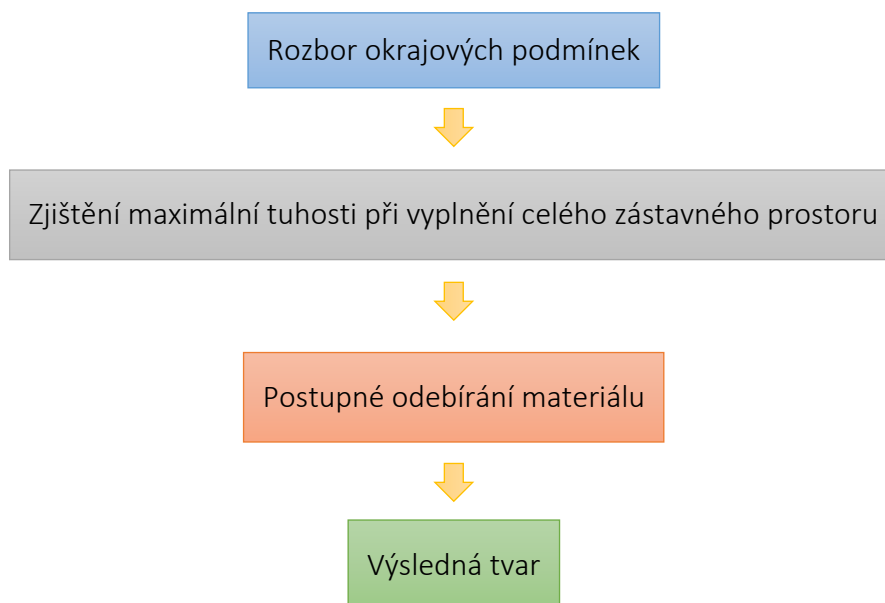 Rozbor okrajových podmínek
Zjištění maximální tuhosti při vyplnění celého zástavného prostoru
Postupné odebírání materiálu
Výsledná tvar